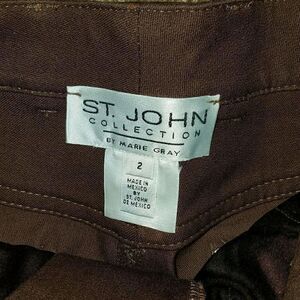 ST. JOHN
COLLECTION
BY MARIE GRAY
2
MADE IN
MEXICO
BY
ST. JOHN
DE MEXICO